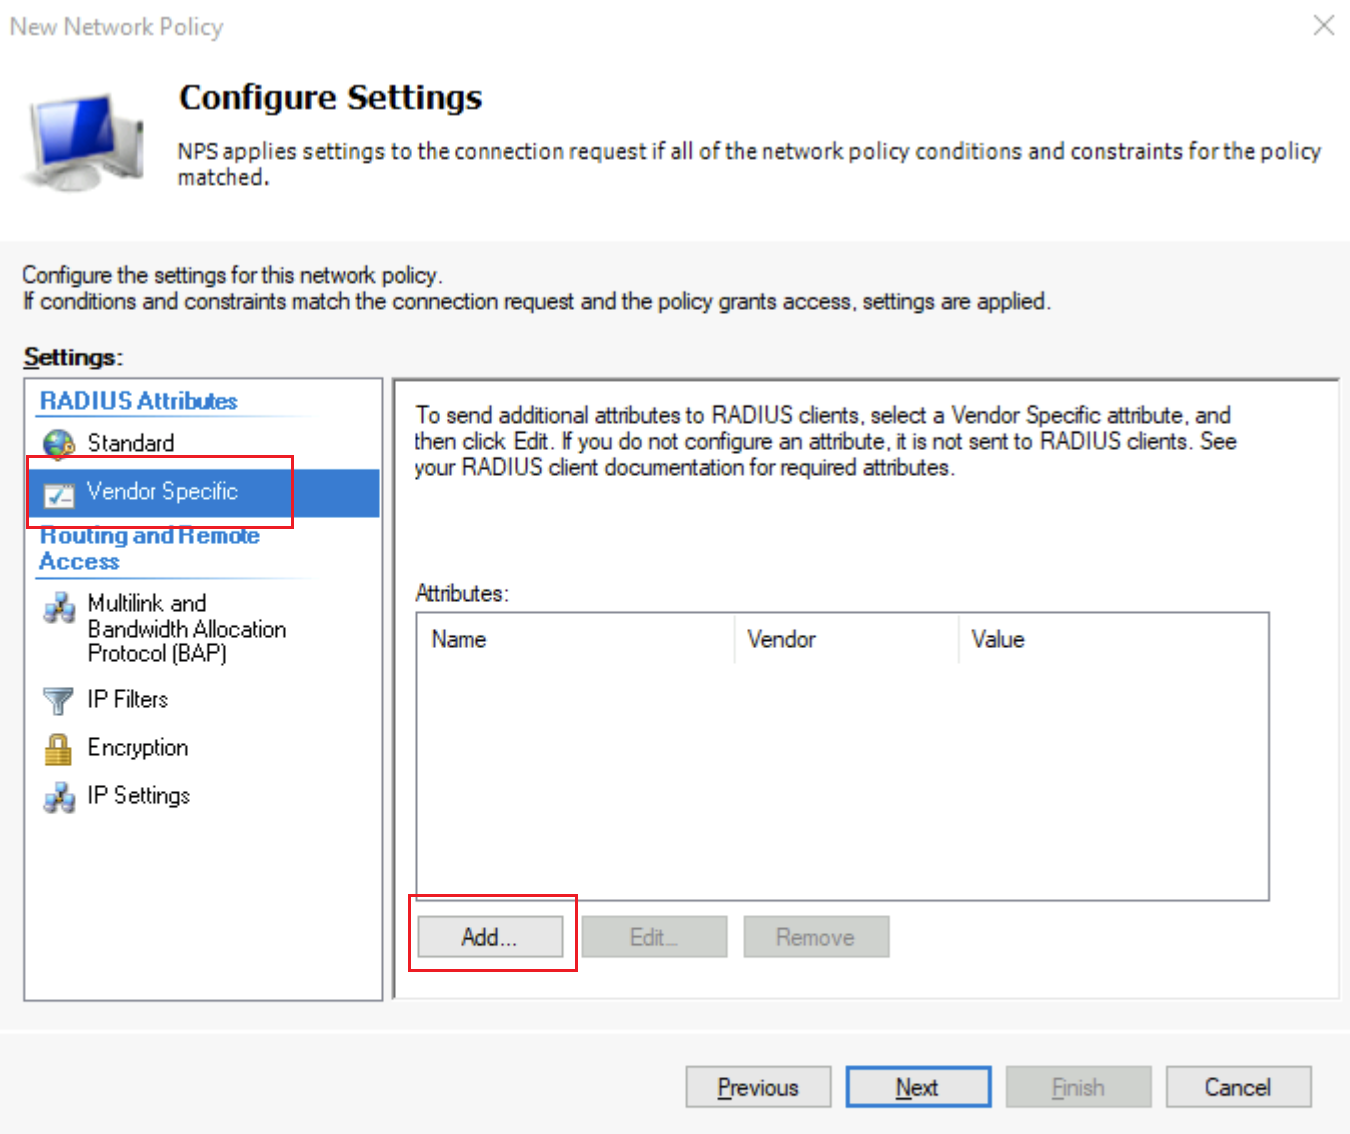 New Network Policy
Configure Settings
NPS applies settings to the connection request if all of the network policy conditions and constraints for the policy
matched.
Configure the settings for this network policy.
If conditions and constraints match the connection request and the policy grants access, settings are applied.
Settings:
RADIUS Attributes
Standard
Vendor Specific
Routing and Remote
Access
Multilink and
Bandwidth Allocation
Protocol (BAP)
IP Filters
Encryption
IP Settings
To send additional attributes to RADIUS clients, select a Vendor Specific attribute, and
then click Edit. If you do not configure an attribute, it is not sent to RADIUS clients. See
your RADIUS client documentation for required attributes.
Attributes:
Name Vendor Value
Add... Edit... Remove
Previous Next Finish Cancel